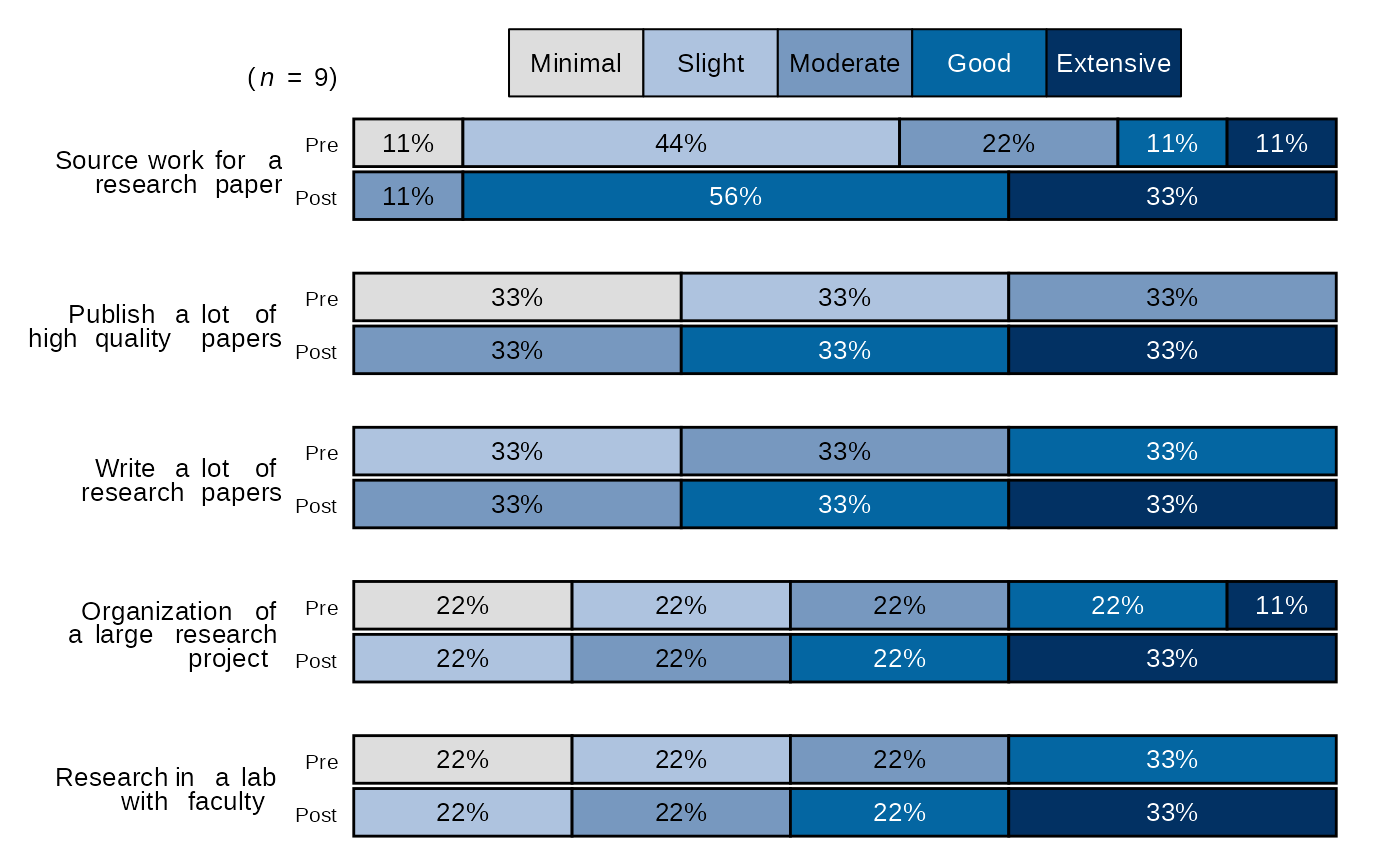 (n = 9)
Minimal Slight Moderate Good Extensive
Source work for a
research paper
Pre 11% 44% 22% 11% 11%
Post 11% 56% 33%
Publish a lot of
high quality papers
Pre 33% 33% 33%
Post 33% 33% 33%
Write a lot of
research papers
Pre 33% 33% 33%
Post 33% 33% 33%
Organization of
a large research
project
Pre 22% 22% 22% 22% 11%
Post 22% 22% 22% 33%
Research in a lab
with faculty
Pre 22% 22% 22% 33%
Post 22% 22% 22% 33%